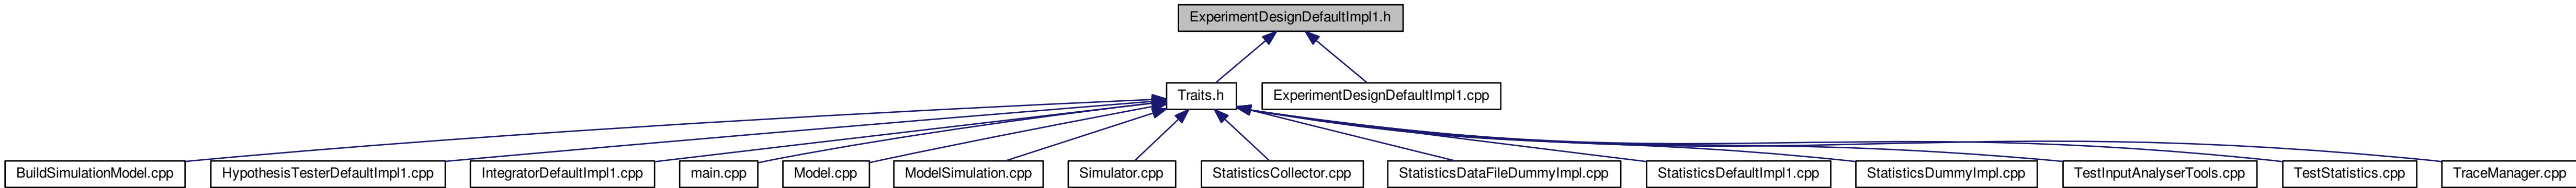 ExperimentDesignDefaultImpl1.h
Traits.h
ExperimentDesignDefaultImpl1.cpp
BuildSimulationModel.cpp
HypothesisTesterDefaultImpl1.cpp
IntegratorDefaultImpl1.cpp
main.cpp
Model.cpp
ModelSimulation.cpp
Simulator.cpp
StatisticsCollector.cpp
StatisticsDataFileDummyImpl.cpp
StatisticsDefaultImpl1.cpp
StatisticsDummyImpl.cpp
TestInputAnalyserTools.cpp
TestStatistics.cpp
TraceManager.cpp